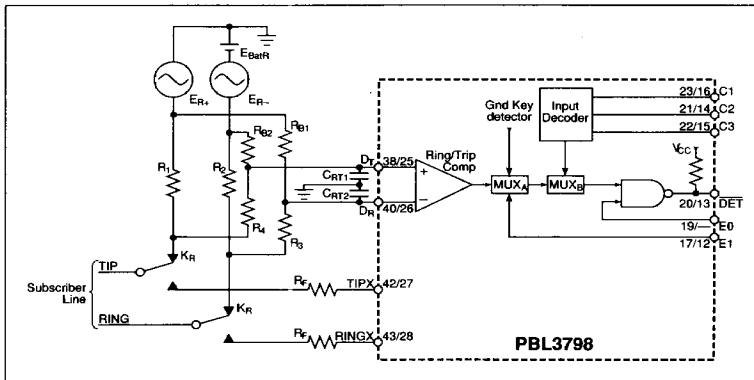 E_BatR
E_R+
E_R−
R_B2
R_B1
R_1
R_2
R_4
R_3
C_RT1
C_RT2
D_T
38/25
D_R
40/26
Ring/Trip
Comp
Gnd Key
detector
Input
Decoder
MUX_A
MUX_B
23/16 C1
21/14 C2
22/15 C3
V_CC
20/13 DET
19/— E0
17/12 E1
K_R
TIP
Subscriber
Line
RING
K_R
R_F
TIPX 42/27
R_F
RINGX 43/28
PBL3798
+
−